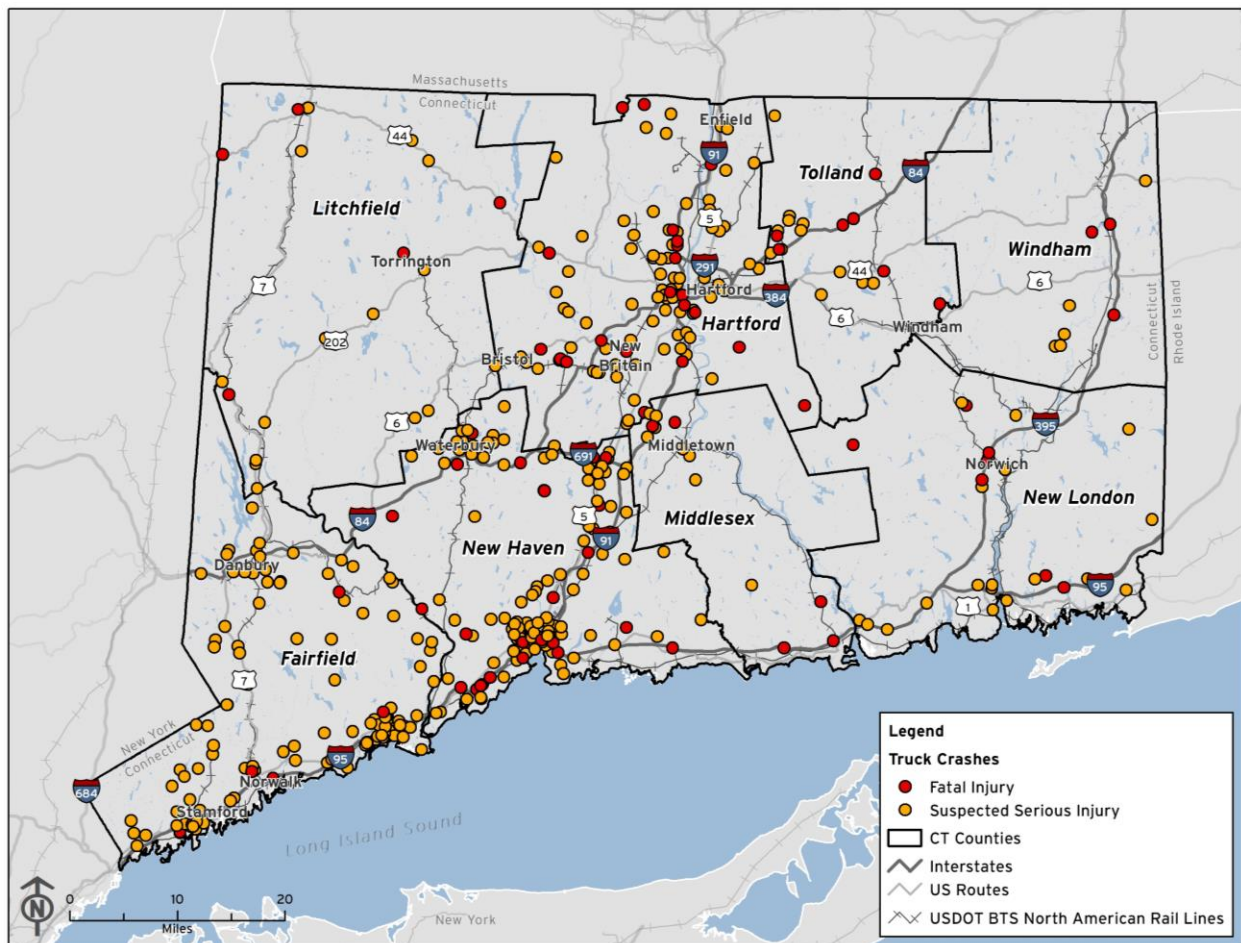 Massachusetts
Connecticut
44
Enfield
91
Tolland
84
Litchfield
5
Windham
Torrington
7
291
44
Hartford
384
6
6
Hartford
Windham
202
Connecticut
Rhode Island
New
Britain
Bristol
6
395
Waterbury
691
Middletown
Norwich
New London
84
5
Middlesex
New Haven
91
Danbury
95
1
Fairfield
7
New York
Connecticut
95
684
Norwalk
Stamford
Long Island Sound
New York
N
0
10
20
Miles
Legend
Truck Crashes
Fatal Injury
Suspected Serious Injury
CT Counties
Interstates
US Routes
USDOT BTS North American Rail Lines